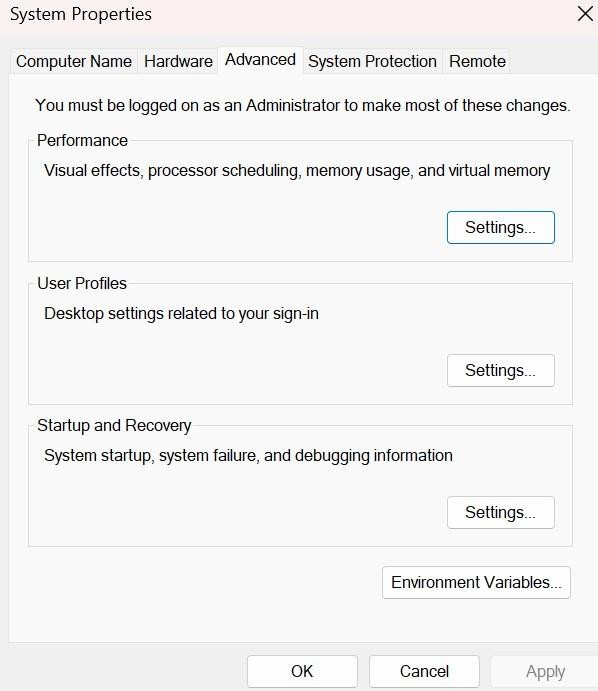 System Properties
Computer Name Hardware Advanced System Protection Remote
You must be logged on as an Administrator to make most of these changes.
Performance
Visual effects, processor scheduling, memory usage, and virtual memory
Settings...
User Profiles
Desktop settings related to your sign-in
Settings...
Startup and Recovery
System startup, system failure, and debugging information
Settings...
Environment Variables...
OK Cancel Apply